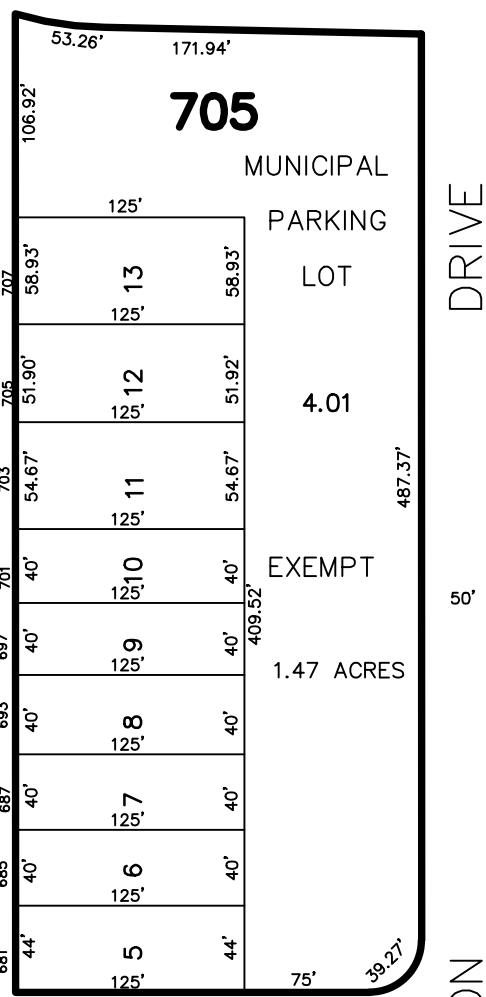 53.26' 171.94'
106.92'
705
MUNICIPAL
PARKING
LOT
4.01
EXEMPT
1.47 ACRES
487.37'
409.52'
DRIVE
50'
125'
707 58.93' 13 58.93'
125'
705 51.90' 12 51.92'
125'
703 54.67' 11 54.67'
125'
701 40' 10 40'
125'
697 40' 9 40'
125'
693 40' 8 40'
125'
687 40' 7 40'
125'
685 40' 6 40'
125'
681 44' 5 44'
125' 75' 39.27'
ON